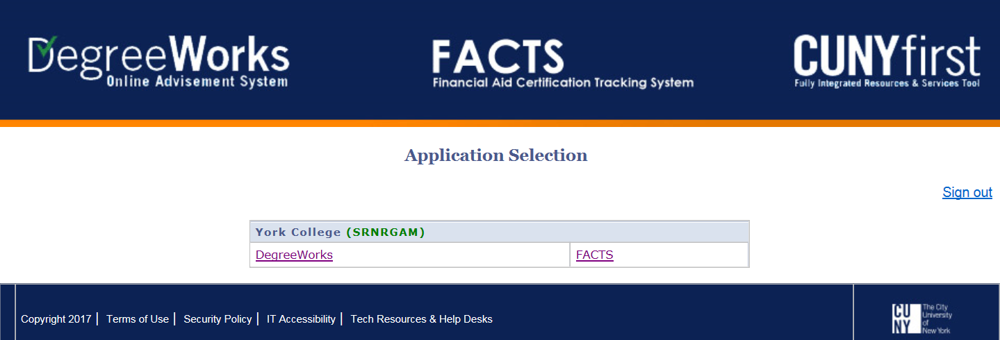 DegreeWorks
Online Advisement System
FACTS
Financial Aid Certification Tracking System
CUNYfirst
Fully Integrated Resources & Services Tool
Application Selection
Sign out
York College (SRNRGAM)
DegreeWorks FACTS
Copyright 2017 | Terms of Use | Security Policy | IT Accessibility | Tech Resources & Help Desks
CU
NY
The City
University
of
New York